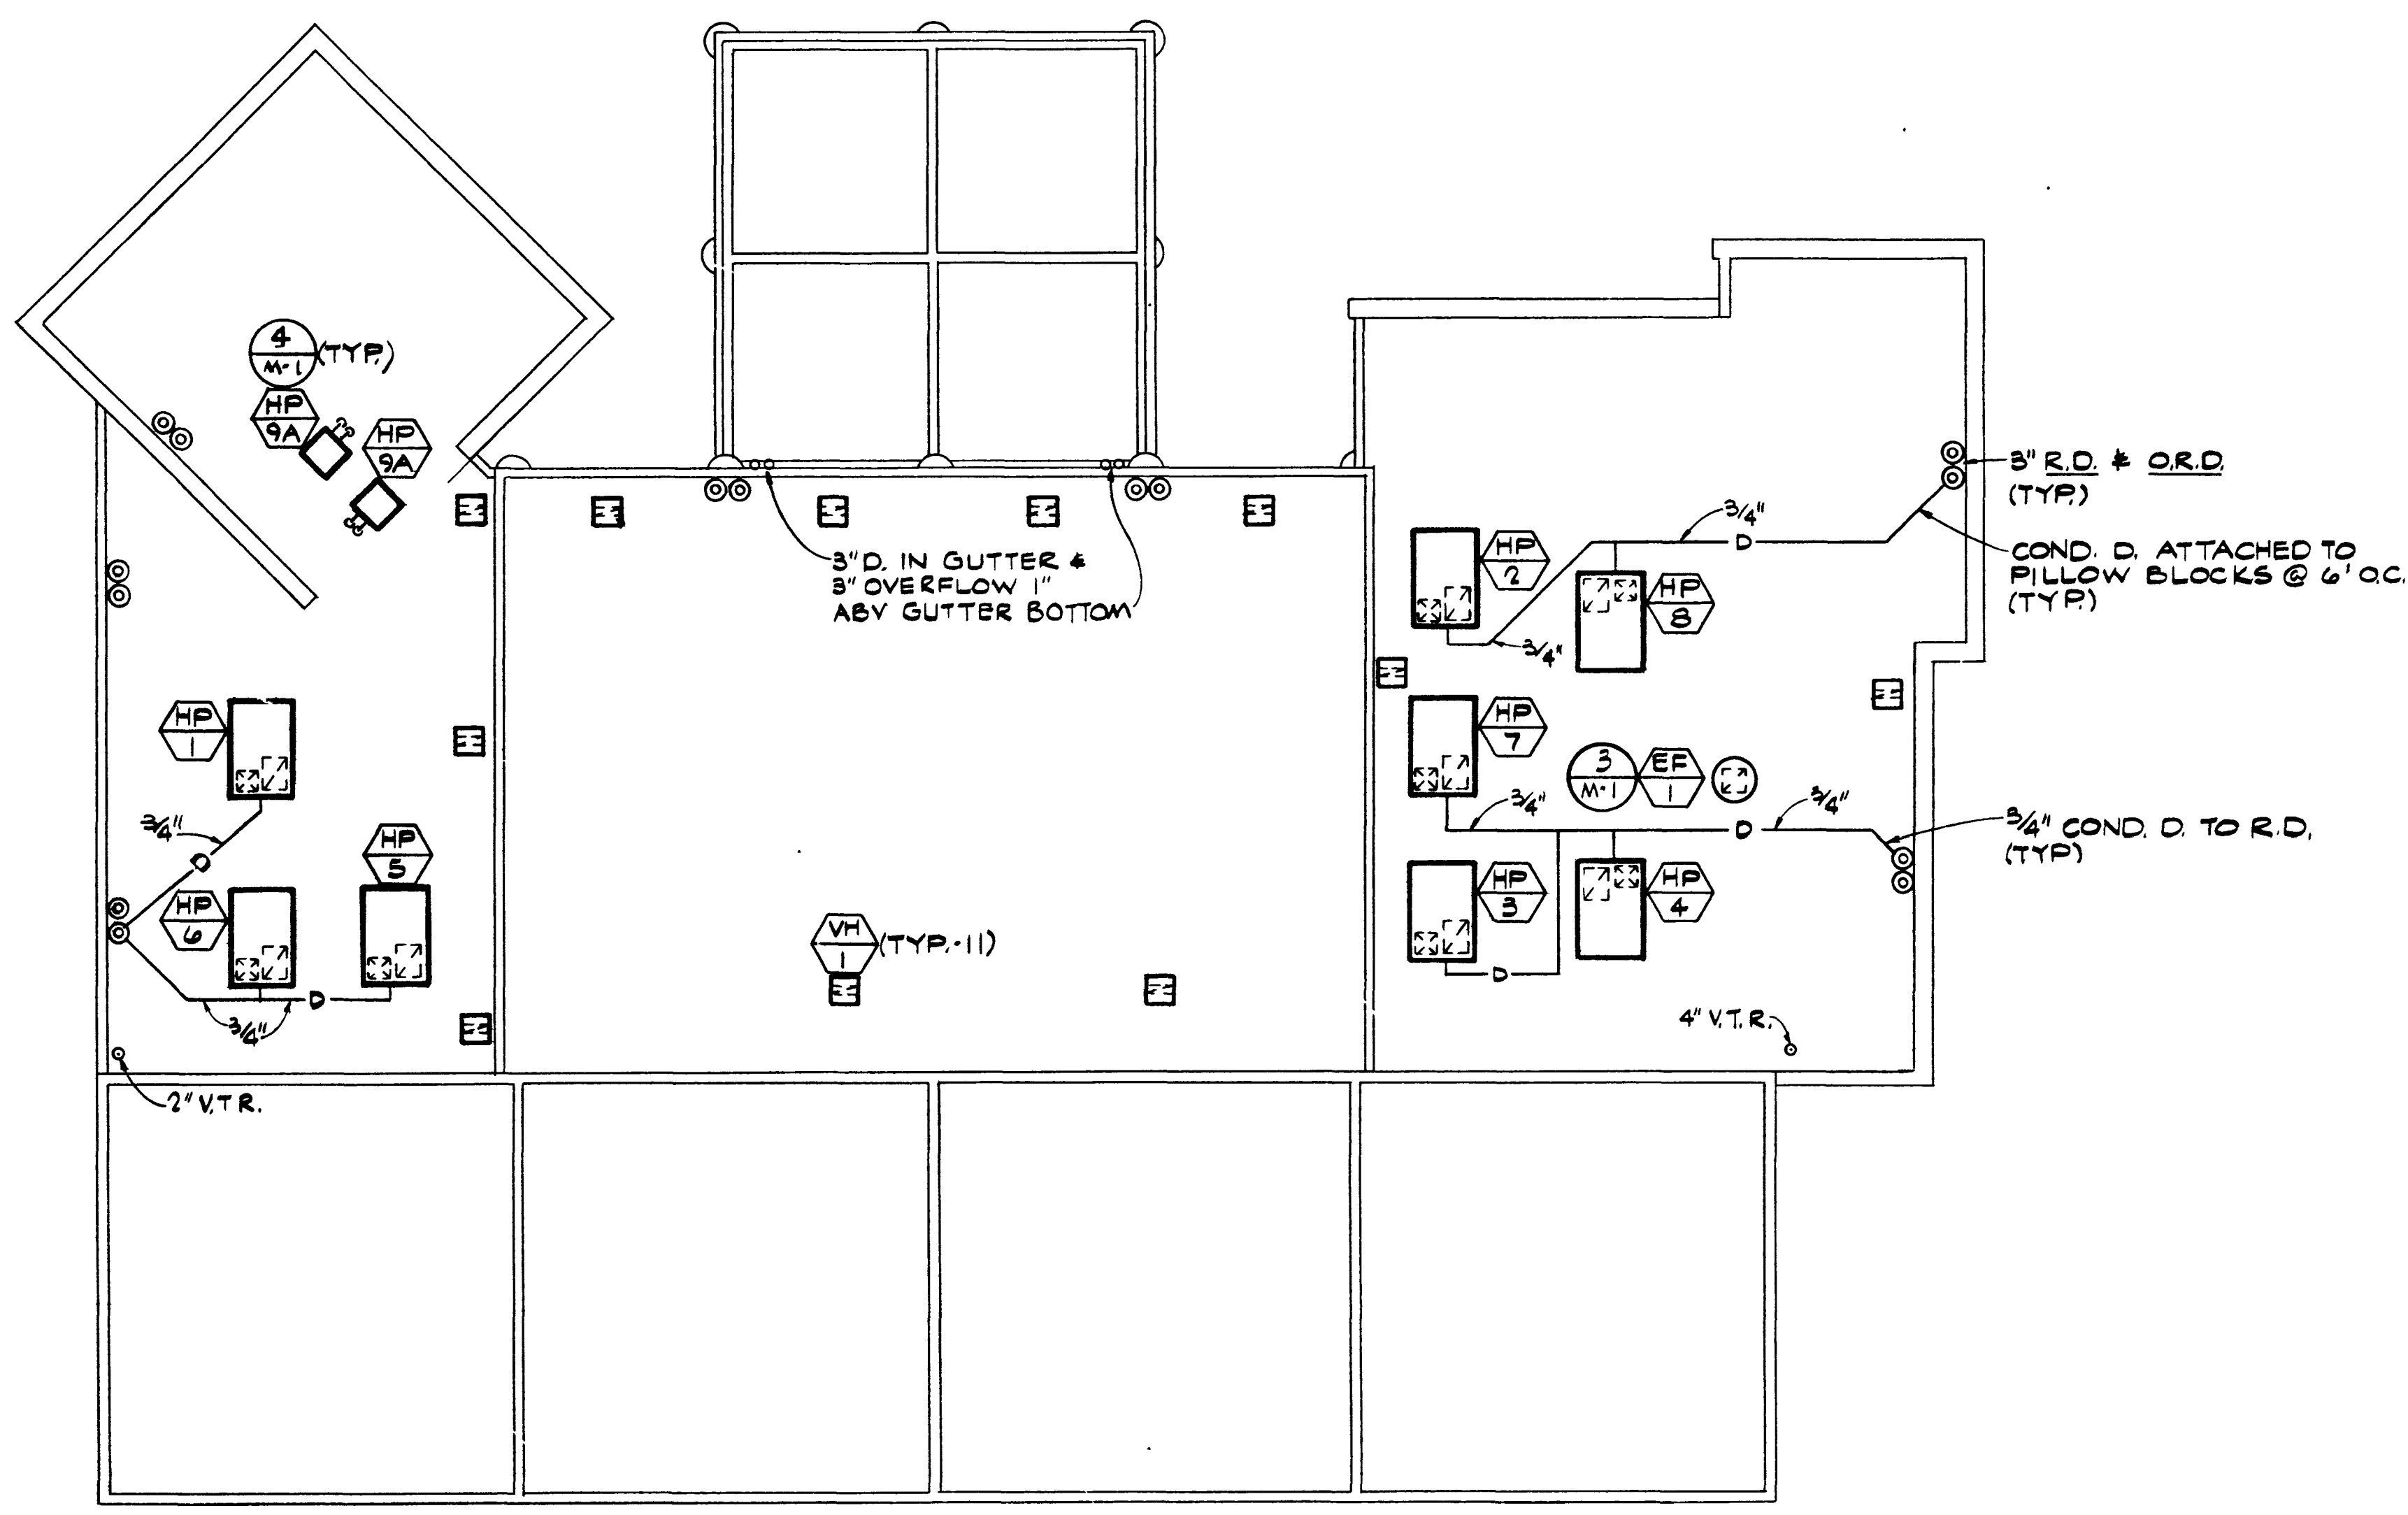 4
M-1
(TYP.)
HP
9A
HP
9A
3" R.D. & O.R.D.
(TYP.)
3/4"
HP
2
COND. D. ATTACHED TO
PILLOW BLOCKS @ 6' O.C.
(TYP.)
D
3" D. IN GUTTER &
3" OVERFLOW 1"
ABV GUTTER BOTTOM
HP
8
3/4"
HP
1
HP
7
3
M-1
EF
1
3/4"
3/4"
3/4"
D
3/4" COND. D. TO R.D.
(TYP)
D
HP
5
HP
6
HP
3
HP
4
VH
1
(TYP.-11)
D
D
3/4"
4" V.T.R.
2" V.T.R.